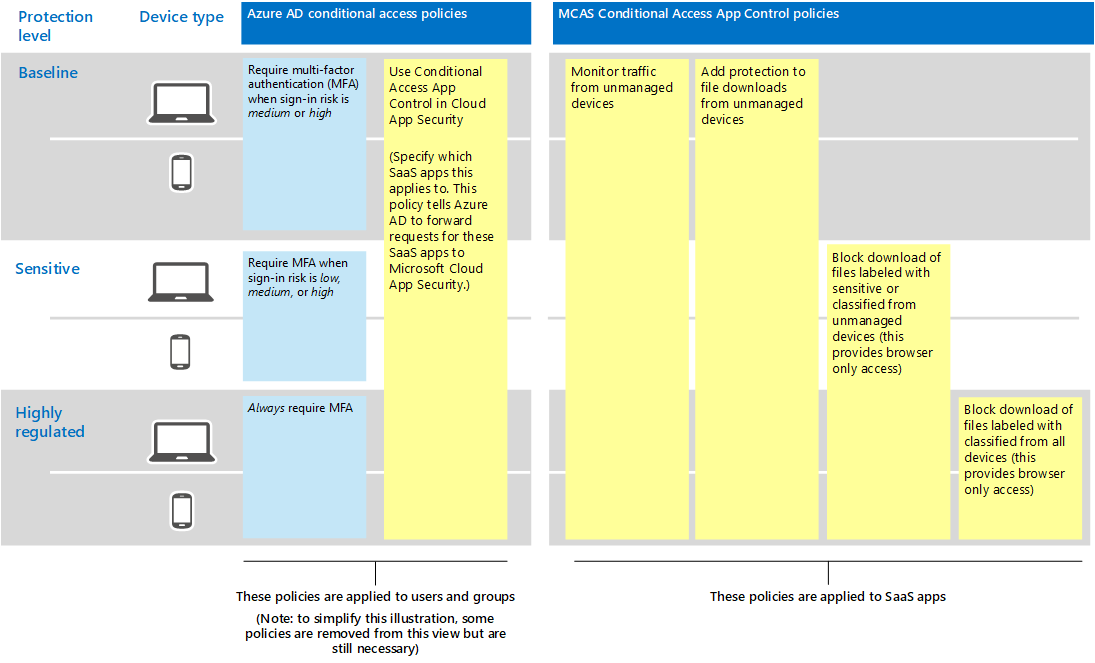 Protection
level
Device type
Azure AD conditional access policies
MCAS Conditional Access App Control policies
Baseline
Require multi-factor
authentication (MFA)
when sign-in risk is
medium or high
Use Conditional
Access App
Control in Cloud
App Security
(Specify which
SaaS apps this
applies to. This
policy tells Azure
AD to forward
requests for these
SaaS apps to
Microsoft Cloud
App Security.)
Monitor traffic
from unmanaged
devices
Add protection to
file downloads
from unmanaged
devices
Sensitive
Require MFA when
sign-in risk is low,
medium, or high
Block download of
files labeled with
sensitive or
classified from
unmanaged
devices (this
provides browser
only access)
Highly
regulated
Always require MFA
Block download of
files labeled with
classified from all
devices (this
provides browser
only access)
These policies are applied to users and groups
(Note: to simplify this illustration, some
policies are removed from this view but are
still necessary)
These policies are applied to SaaS apps